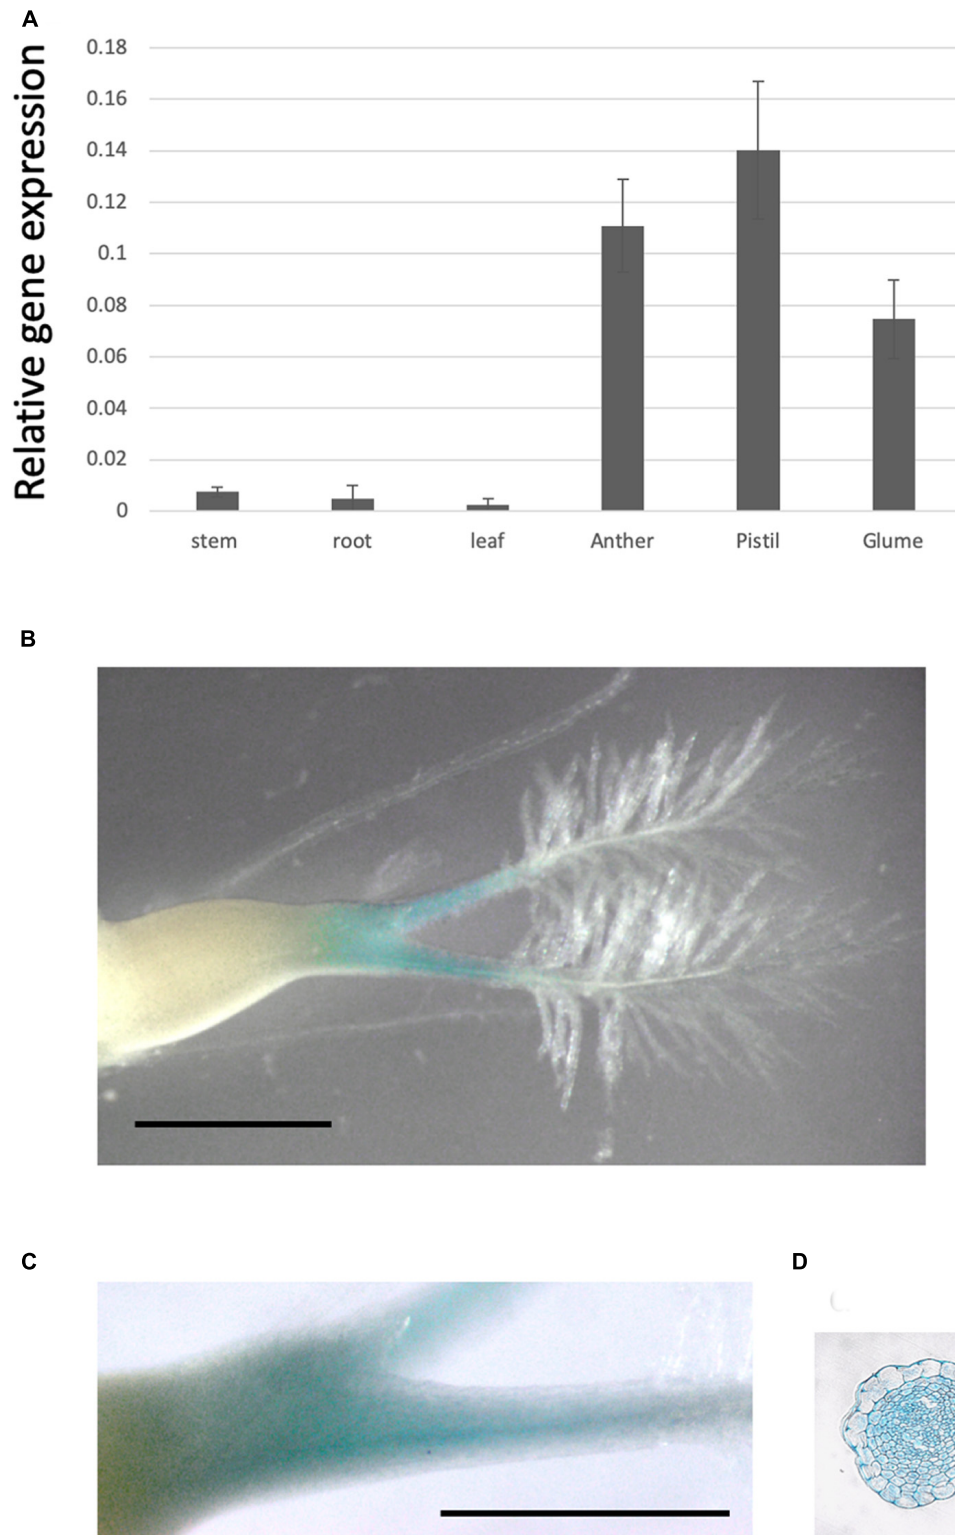 A
Relative gene expression
0.18
0.16
0.14
0.12
0.1
0.08
0.06
0.04
0.02
0
stem root leaf Anther Pistil Glume
B
C
D